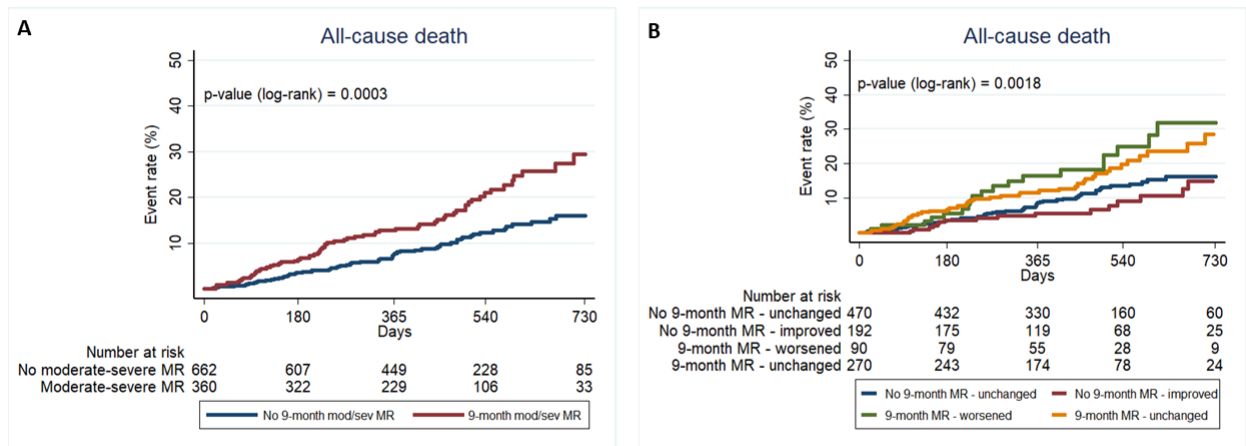 A
All-cause death
p-value (log-rank) = 0.0003
Event rate (%)
50
40
30
20
10
0 180 365 540 730
Days
Number at risk
No moderate-severe MR 662 607 449 228 85
Moderate-severe MR 360 322 229 106 33
No 9-month mod/sev MR 9-month mod/sev MR
B
All-cause death
p-value (log-rank) = 0.0018
Event rate (%)
50
40
30
20
10
0 180 365 540 730
Days
Number at risk
No 9-month MR - unchanged 470 432 330 160 60
No 9-month MR - improved 192 175 119 68 25
9-month MR - worsened 90 79 55 28 9
9-month MR - unchanged 270 243 174 78 24
No 9-month MR - unchanged No 9-month MR - improved
9-month MR - worsened 9-month MR - unchanged